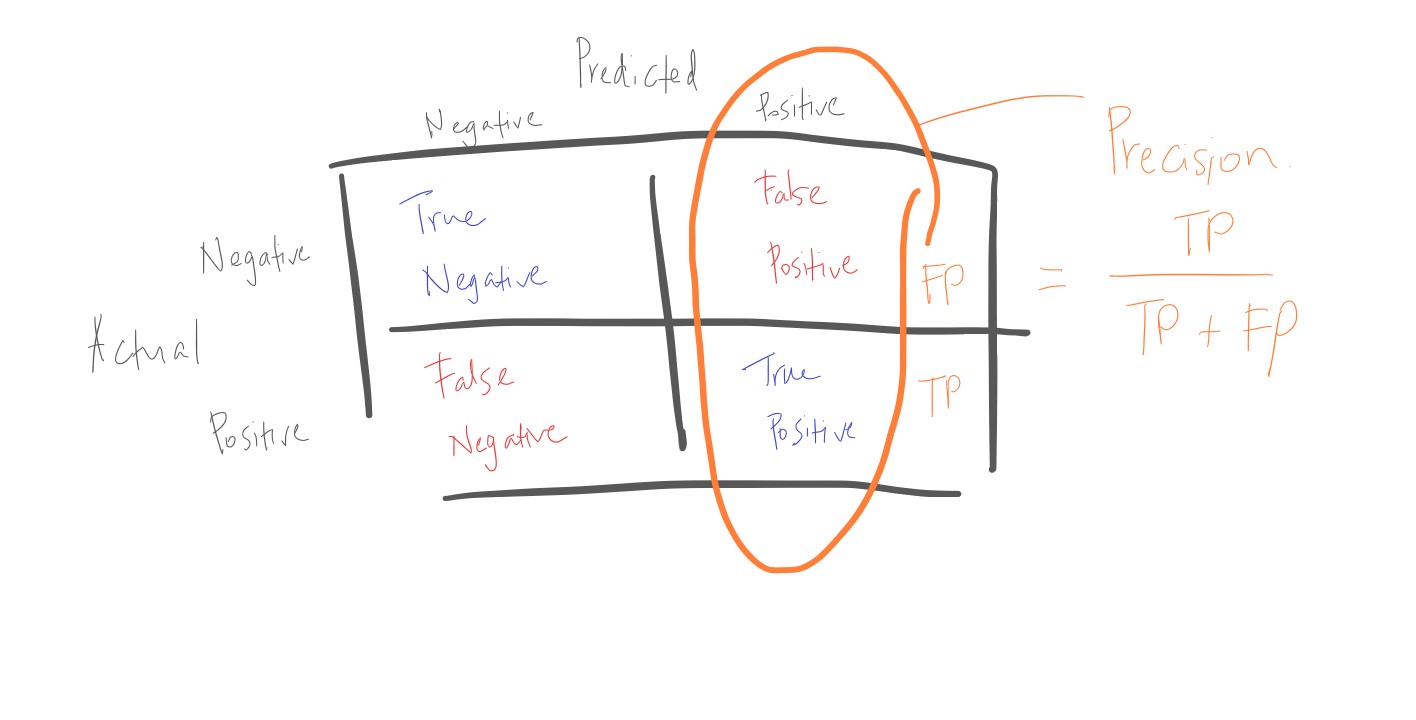 Predicted
Negative Positive
Actual
Negative
True
Negative
False
Positive
FP
Positive
False
Negative
True
Positive
TP
Precision.
= TP
TP + FP